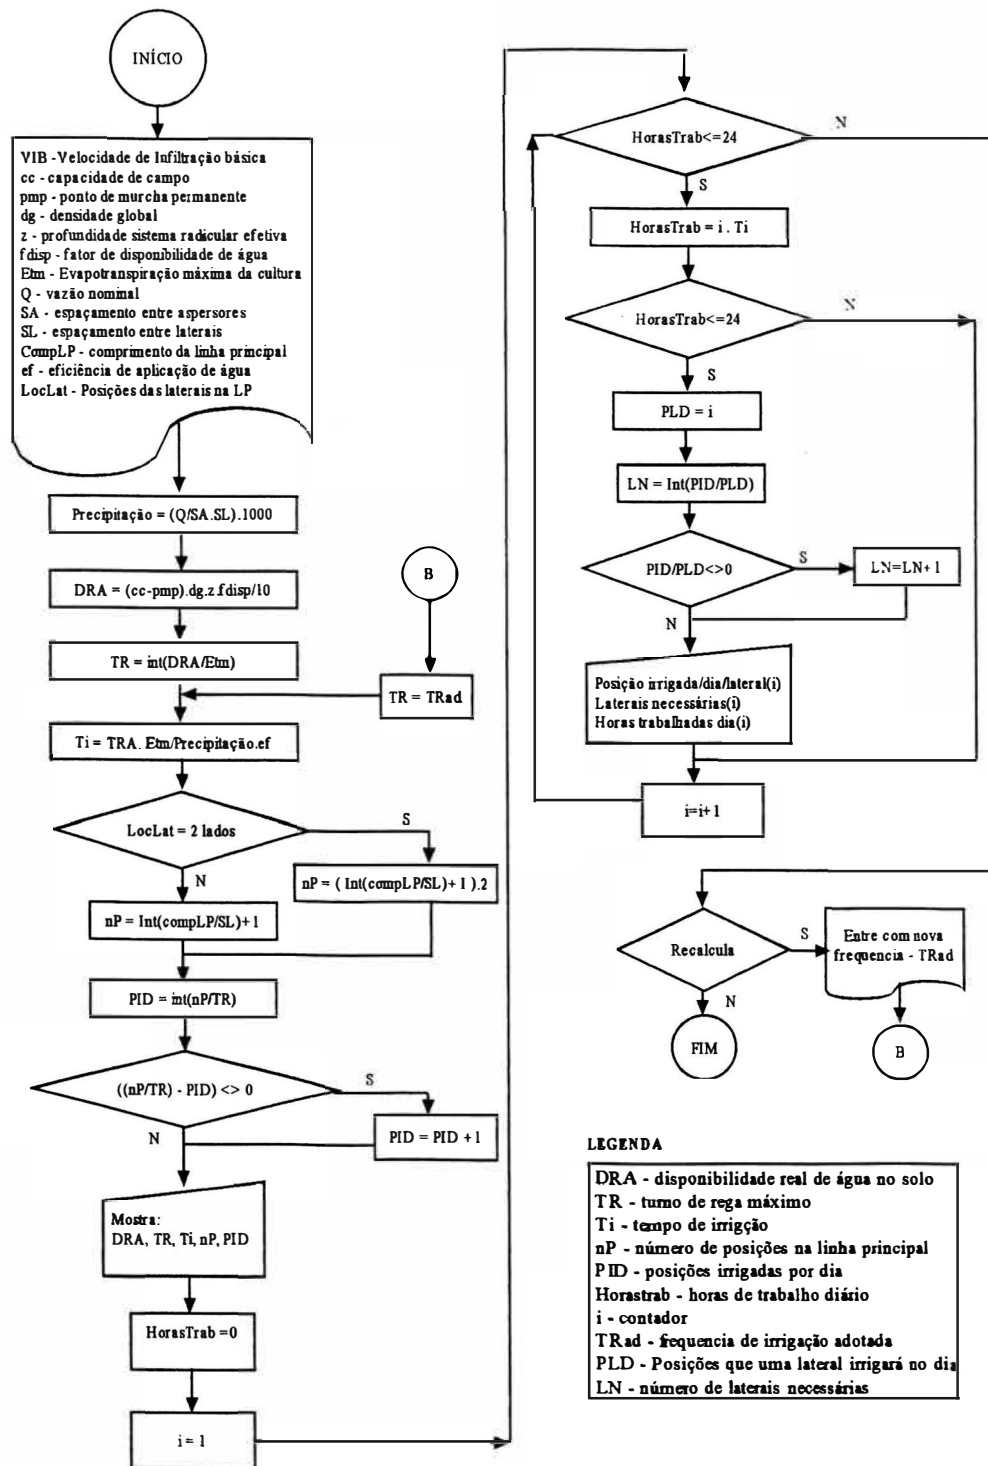 INÍCIO
VIB - Velocidade de Infiltração básica
cc - capacidade de campo
pmp - ponto de murcha permanente
dg - densidade global
z - profundidade sistema radicular efetiva
fdisp - fator de disponibilidade de água
Etm - Evapotranspiração máxima da cultura
Q - vazão nominal
SA - espaçamento entre aspersores
SL - espaçamento entre laterais
CompLP - comprimento da linha principal
ef - eficiência de aplicação de água
LocLat - Posições das laterais na LP
Precipitação = (Q/SA.SL).1000
DRA = (cc-pmp).dg.z.fdisp/10
TR = int(DRA/Etm)
B
TR = TRad
Ti = TRA. Etm/Precipitação.ef
LocLat = 2 lados
S
N
nP = ( Int(compLP/SL)+ 1 ).2
nP = Int(compLP/SL)+1
PID = int(nP/TR)
((nP/TR) - PID) <> 0
S
N
PID = PID + 1
Mostra:
DRA, TR, Ti, nP, PID
HorasTrab =0
i = 1
HorasTrab<=24
N
S
HorasTrab = i . Ti
HorasTrab<=24
N
S
PLD = i
LN = Int(PID/PLD)
PID/PLD<>0
S
LN=LN+ 1
N
Posição irrigada/dia/lateral(i)
Laterais necessárias(i)
Horas trabalhadas dia(i)
i=i+ 1
Recalcula
S
Entre com nova
frequencia - TRad
N
FIM
B
LEGENDA
DRA - disponibilidade real de água no solo
TR - turno de rega máximo
Ti - tempo de irrigção
nP - número de posições na linha principal
PID - posições irrigadas por dia
Horastrab - horas de trabalho diário
i - contador
TRad - frequencia de irrigação adotada
PLD - Posições que uma lateral irrigará no dia
LN - número de laterais necessárias